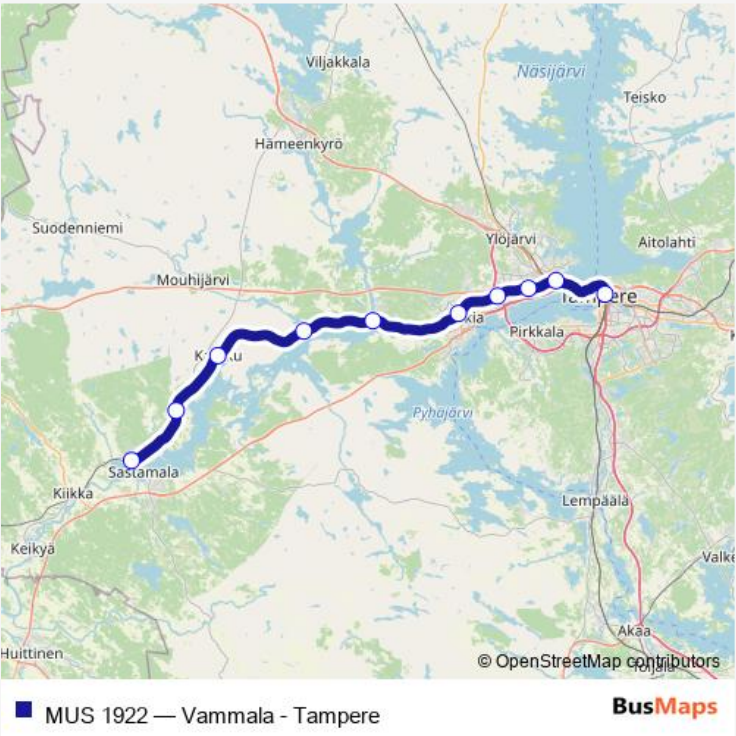 Viljakkala
Näsijärvi
Teisko
Hämeenkyrö
Suodenniemi
Ylöjärvi
Aitolahti
Mouhijärvi
Pirkkala
Pyhäjärvi
Sastamala
Kiikka
Lempäälä
Keikyä
Akaa
Huittinen
© OpenStreetMap contributors
MUS 1922 — Vammala - Tampere
BusMaps